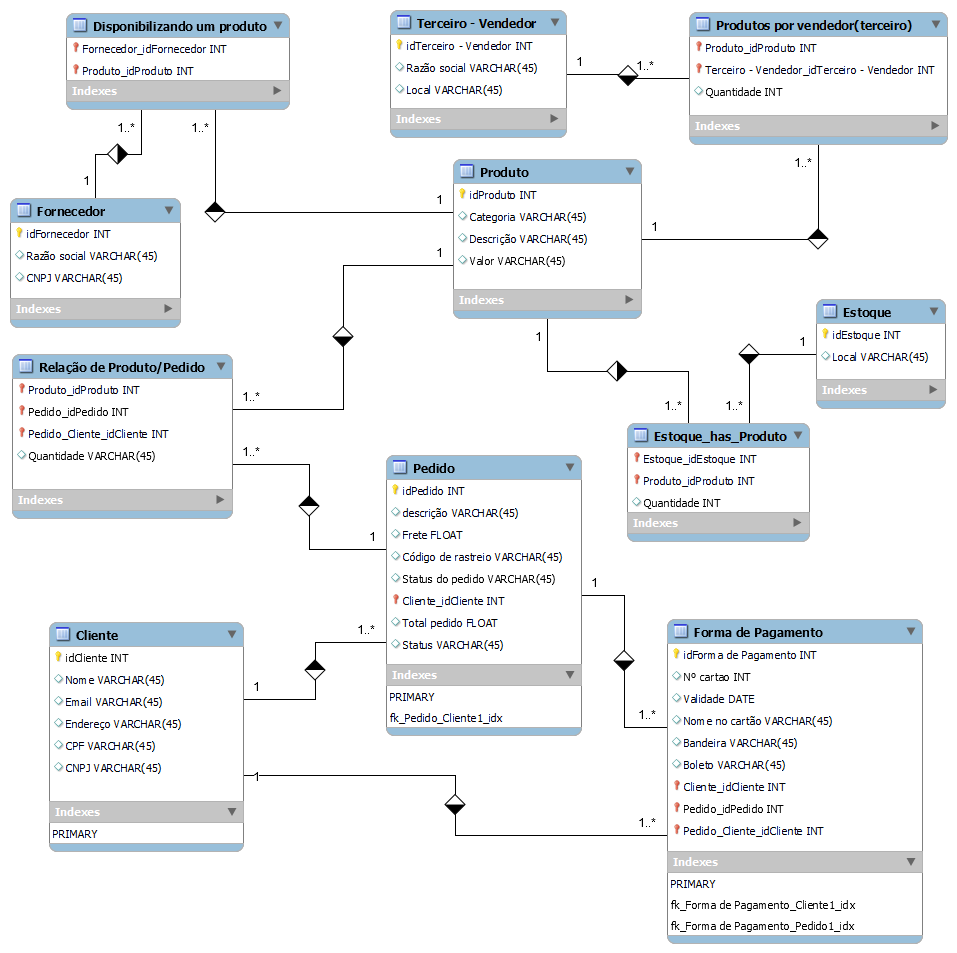 Disponibilizando um produto
Fornecedor_idFornecedor INT
Produto_idProduto INT
Indexes
Terceiro - Vendedor
idTerceiro - Vendedor INT
Razão social VARCHAR(45)
Local VARCHAR(45)
Indexes
1
1..*
Produtos por vendedor(terceiro)
Produto_idProduto INT
Terceiro - Vendedor_idTerceiro - Vendedor INT
Quantidade INT
Indexes
1..*
1..*
1
1..*
Fornecedor
idFornecedor INT
Razão social VARCHAR(45)
CNPJ VARCHAR(45)
Indexes
Produto
idProduto INT
Categoria VARCHAR(45)
Descrição VARCHAR(45)
Valor VARCHAR(45)
Indexes
1
1
1
1
Estoque
idEstoque INT
Local VARCHAR(45)
Indexes
1
1..*
1..*
Relação de Produto/Pedido
Produto_idProduto INT
Pedido_idPedido INT
Pedido_Cliente_idCliente INT
Quantidade VARCHAR(45)
Indexes
1..*
1..*
Estoque_has_Produto
Estoque_idEstoque INT
Produto_idProduto INT
Quantidade INT
Indexes
Pedido
idPedido INT
descrição VARCHAR(45)
Frete FLOAT
Código de rastreio VARCHAR(45)
Status do pedido VARCHAR(45)
Cliente_idCliente INT
Total pedido FLOAT
Status VARCHAR(45)
Indexes
PRIMARY
fk_Pedido_Cliente1_idx
1
1
1..*
Cliente
idCliente INT
Nome VARCHAR(45)
Email VARCHAR(45)
Endereço VARCHAR(45)
CPF VARCHAR(45)
CNPJ VARCHAR(45)
Indexes
PRIMARY
1
1
1..*
1..*
Forma de Pagamento
idForma de Pagamento INT
Nº cartao INT
Validade DATE
Nome no cartão VARCHAR(45)
Bandeira VARCHAR(45)
Boleto VARCHAR(45)
Cliente_idCliente INT
Pedido_idPedido INT
Pedido_Cliente_idCliente INT
Indexes
PRIMARY
fk_Forma de Pagamento_Cliente1_idx
fk_Forma de Pagamento_Pedido1_idx